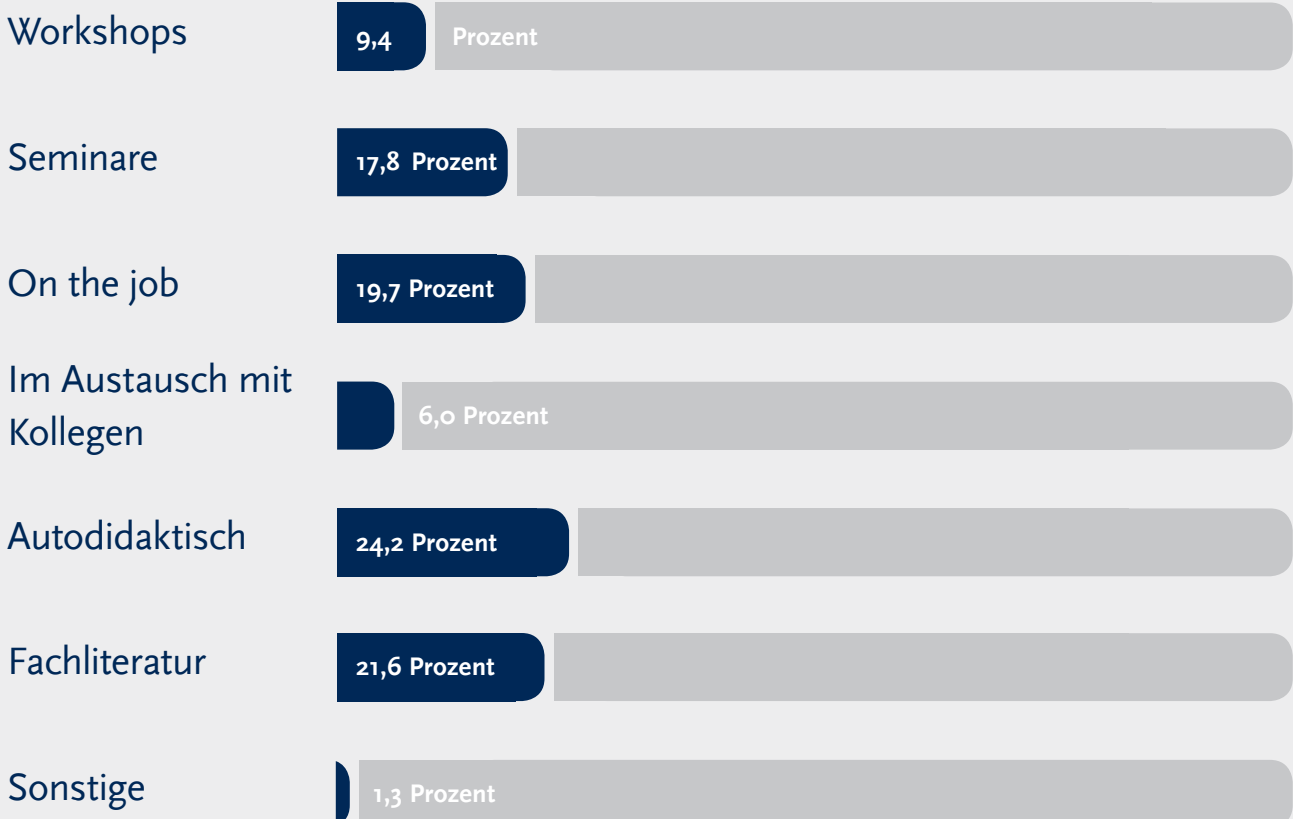 Workshops 9,4 Prozent
Seminare 17,8 Prozent
On the job 19,7 Prozent
Im Austausch mit
Kollegen 6,0 Prozent
Autodidaktisch 24,2 Prozent
Fachliteratur 21,6 Prozent
Sonstige 1,3 Prozent